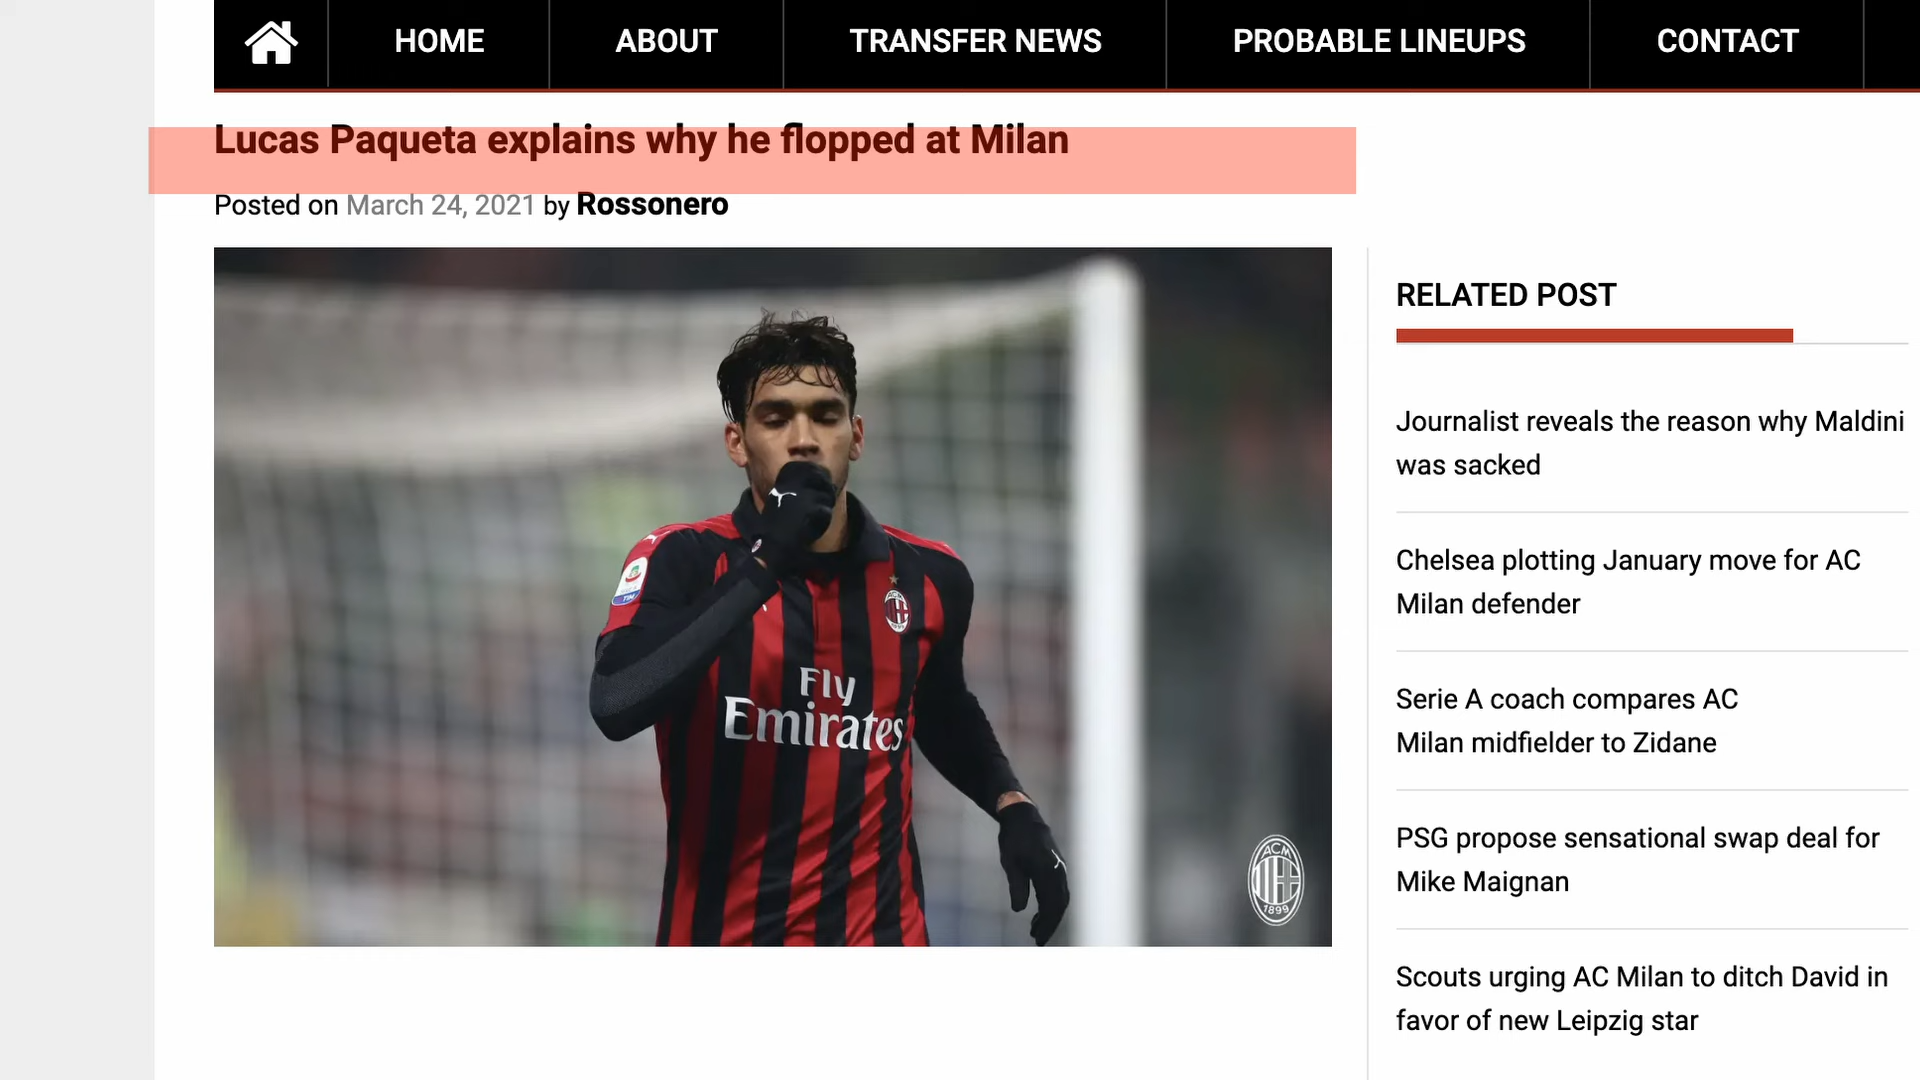 HOME
ABOUT
TRANSFER NEWS
PROBABLE LINEUPS
CONTACT
Lucas Paqueta explains why he flopped at Milan
Posted on March 24, 2021 by Rossonero
Fly
Emirates
ACM
1899
RELATED POST
Journalist reveals the reason why Maldini
was sacked
Chelsea plotting January move for AC
Milan defender
Serie A coach compares AC
Milan midfielder to Zidane
PSG propose sensational swap deal for
Mike Maignan
Scouts urging AC Milan to ditch David in
favor of new Leipzig star